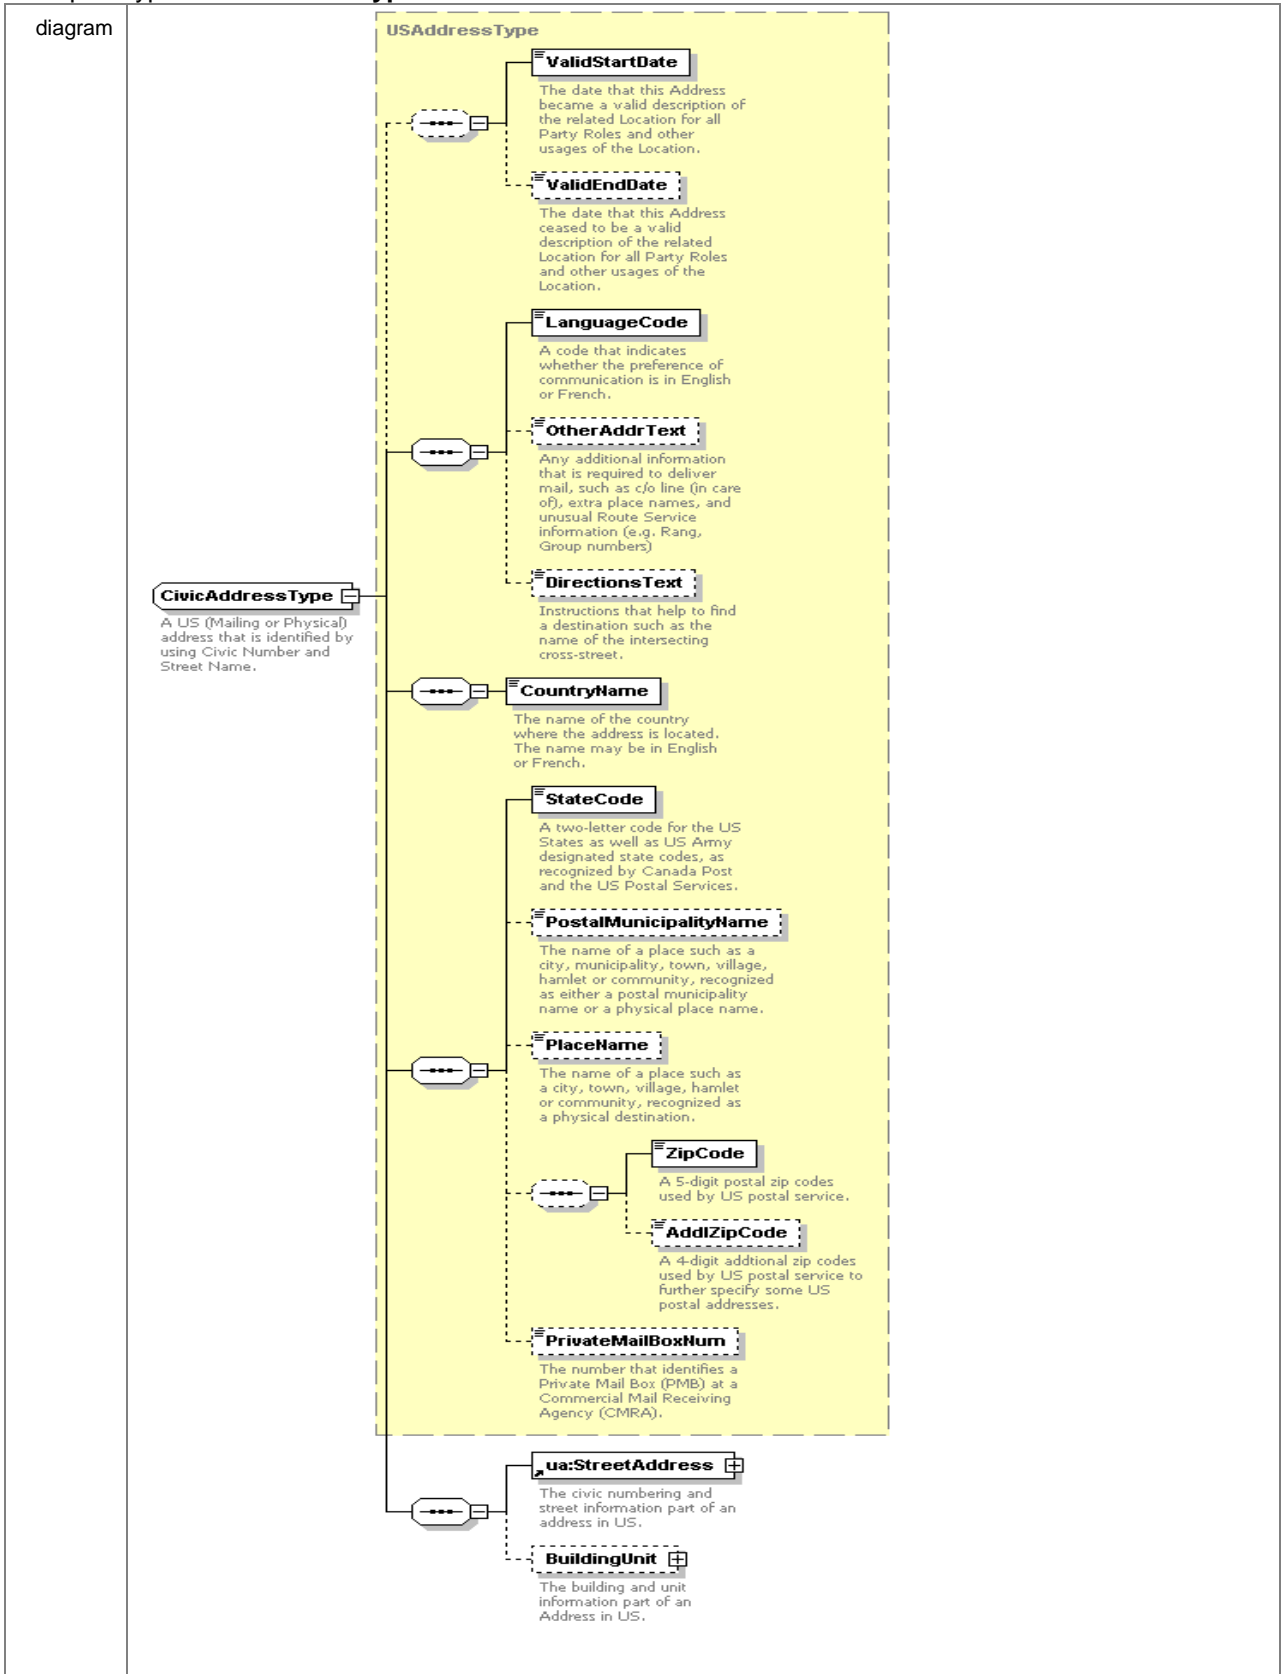 diagram
USAddressType
ValidStartDate
The date that this Address
became a valid description of
the related Location for all
Party Roles and other
usages of the Location.
ValidEndDate
The date that this Address
ceased to be a valid
description of the related
Location for all Party Roles
and other usages of the
Location.
LanguageCode
A code that indicates
whether the preference of
communication is in English
or French.
OtherAddrText
Any additional information
that is required to deliver
mail, such as c/o line (in care
of), extra place names, and
unusual Route Service
information (e.g. Rang,
Group numbers)
DirectionsText
Instructions that help to find
a destination such as the
name of the intersecting
cross-street.
CivicAddressType
A US (Mailing or Physical)
address that is identified by
using Civic Number and
Street Name.
CountryName
The name of the country
where the address is located.
The name may be in English
or French.
StateCode
A two-letter code for the US
States as well as US Army
designated state codes, as
recognized by Canada Post
and the US Postal Services.
PostalMunicipalityName
The name of a place such as a
city, municipality, town, village,
hamlet or community, recognized
as either a postal municipality
name or a physical place name.
PlaceName
The name of a place such as
a city, town, village, hamlet
or community, recognized as
a physical destination.
ZipCode
A 5-digit postal zip codes
used by US postal service.
AddlZipCode
A 4-digit addtional zip codes
used by US postal service to
further specify some US
postal addresses.
PrivateMailBoxNum
The number that identifies a
Private Mail Box (PMB) at a
Commercial Mail Receiving
Agency (CMRA).
ua:StreetAddress
The civic numbering and
street information part of an
address in US.
BuildingUnit
The building and unit
information part of an
Address in US.